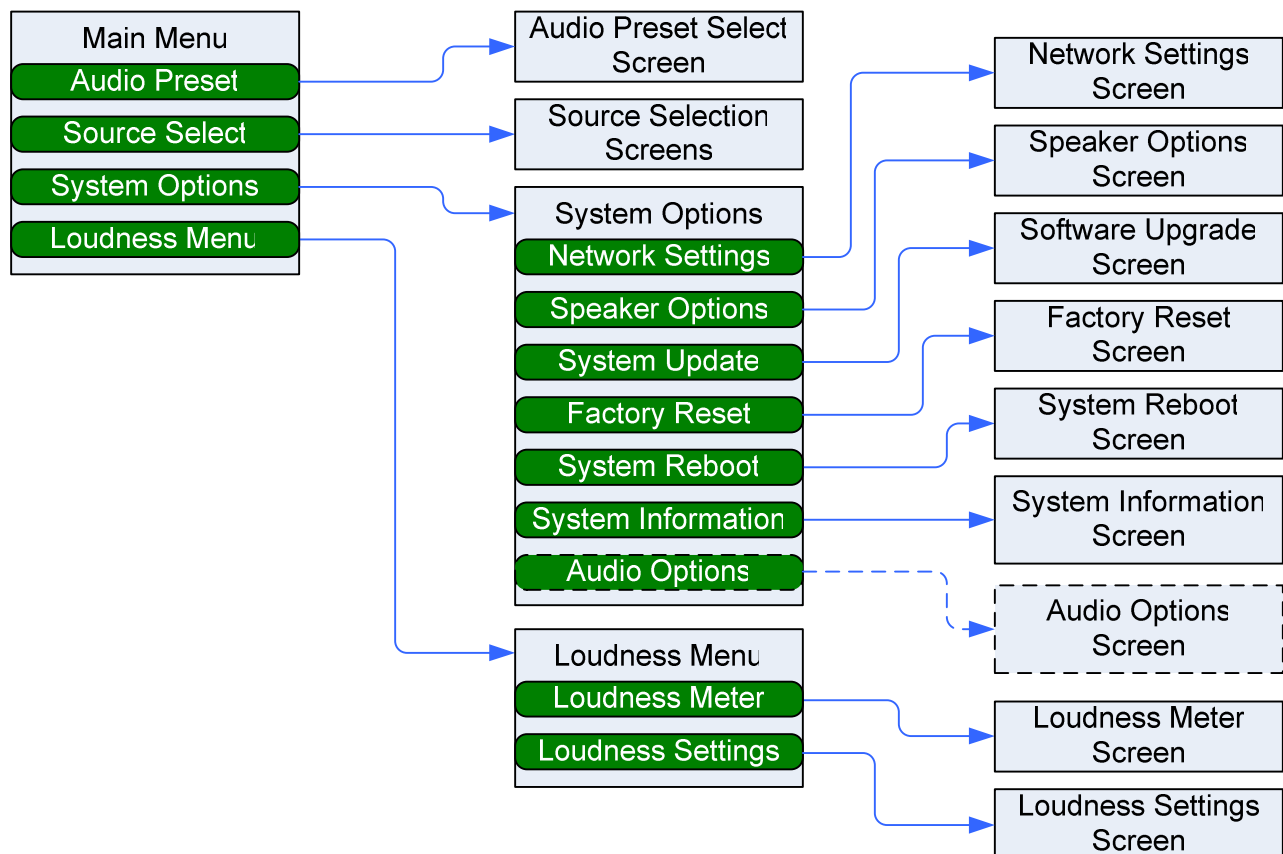 Main Menu
Audio Preset
Source Select
System Options
Loudness Menu
Audio Preset Select
Screen
Source Selection
Screens
System Options
Network Settings
Speaker Options
System Update
Factory Reset
System Reboot
System Information
Audio Options
Loudness Menu
Loudness Meter
Loudness Settings
Network Settings
Screen
Speaker Options
Screen
Software Upgrade
Screen
Factory Reset
Screen
System Reboot
Screen
System Information
Screen
Audio Options
Screen
Loudness Meter
Screen
Loudness Settings
Screen